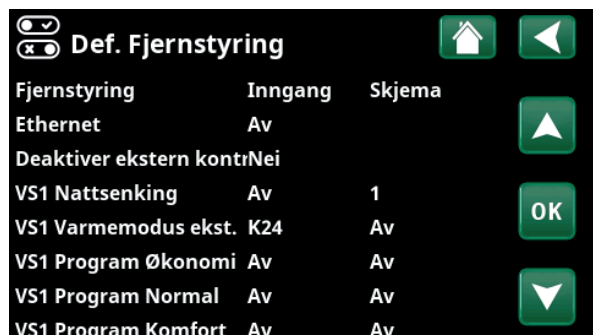 Def. Fjernstyring
Fjernstyring Inngang Skjema
Ethernet Av
Deaktiver ekstern kontrNei
VS1 Nattsenking Av 1
VS1 Varmemodus ekst. K24 Av
OK
VS1 Program Økonomi Av Av
VS1 Program Normal Av Av
VS1 Program Komfort Av Av